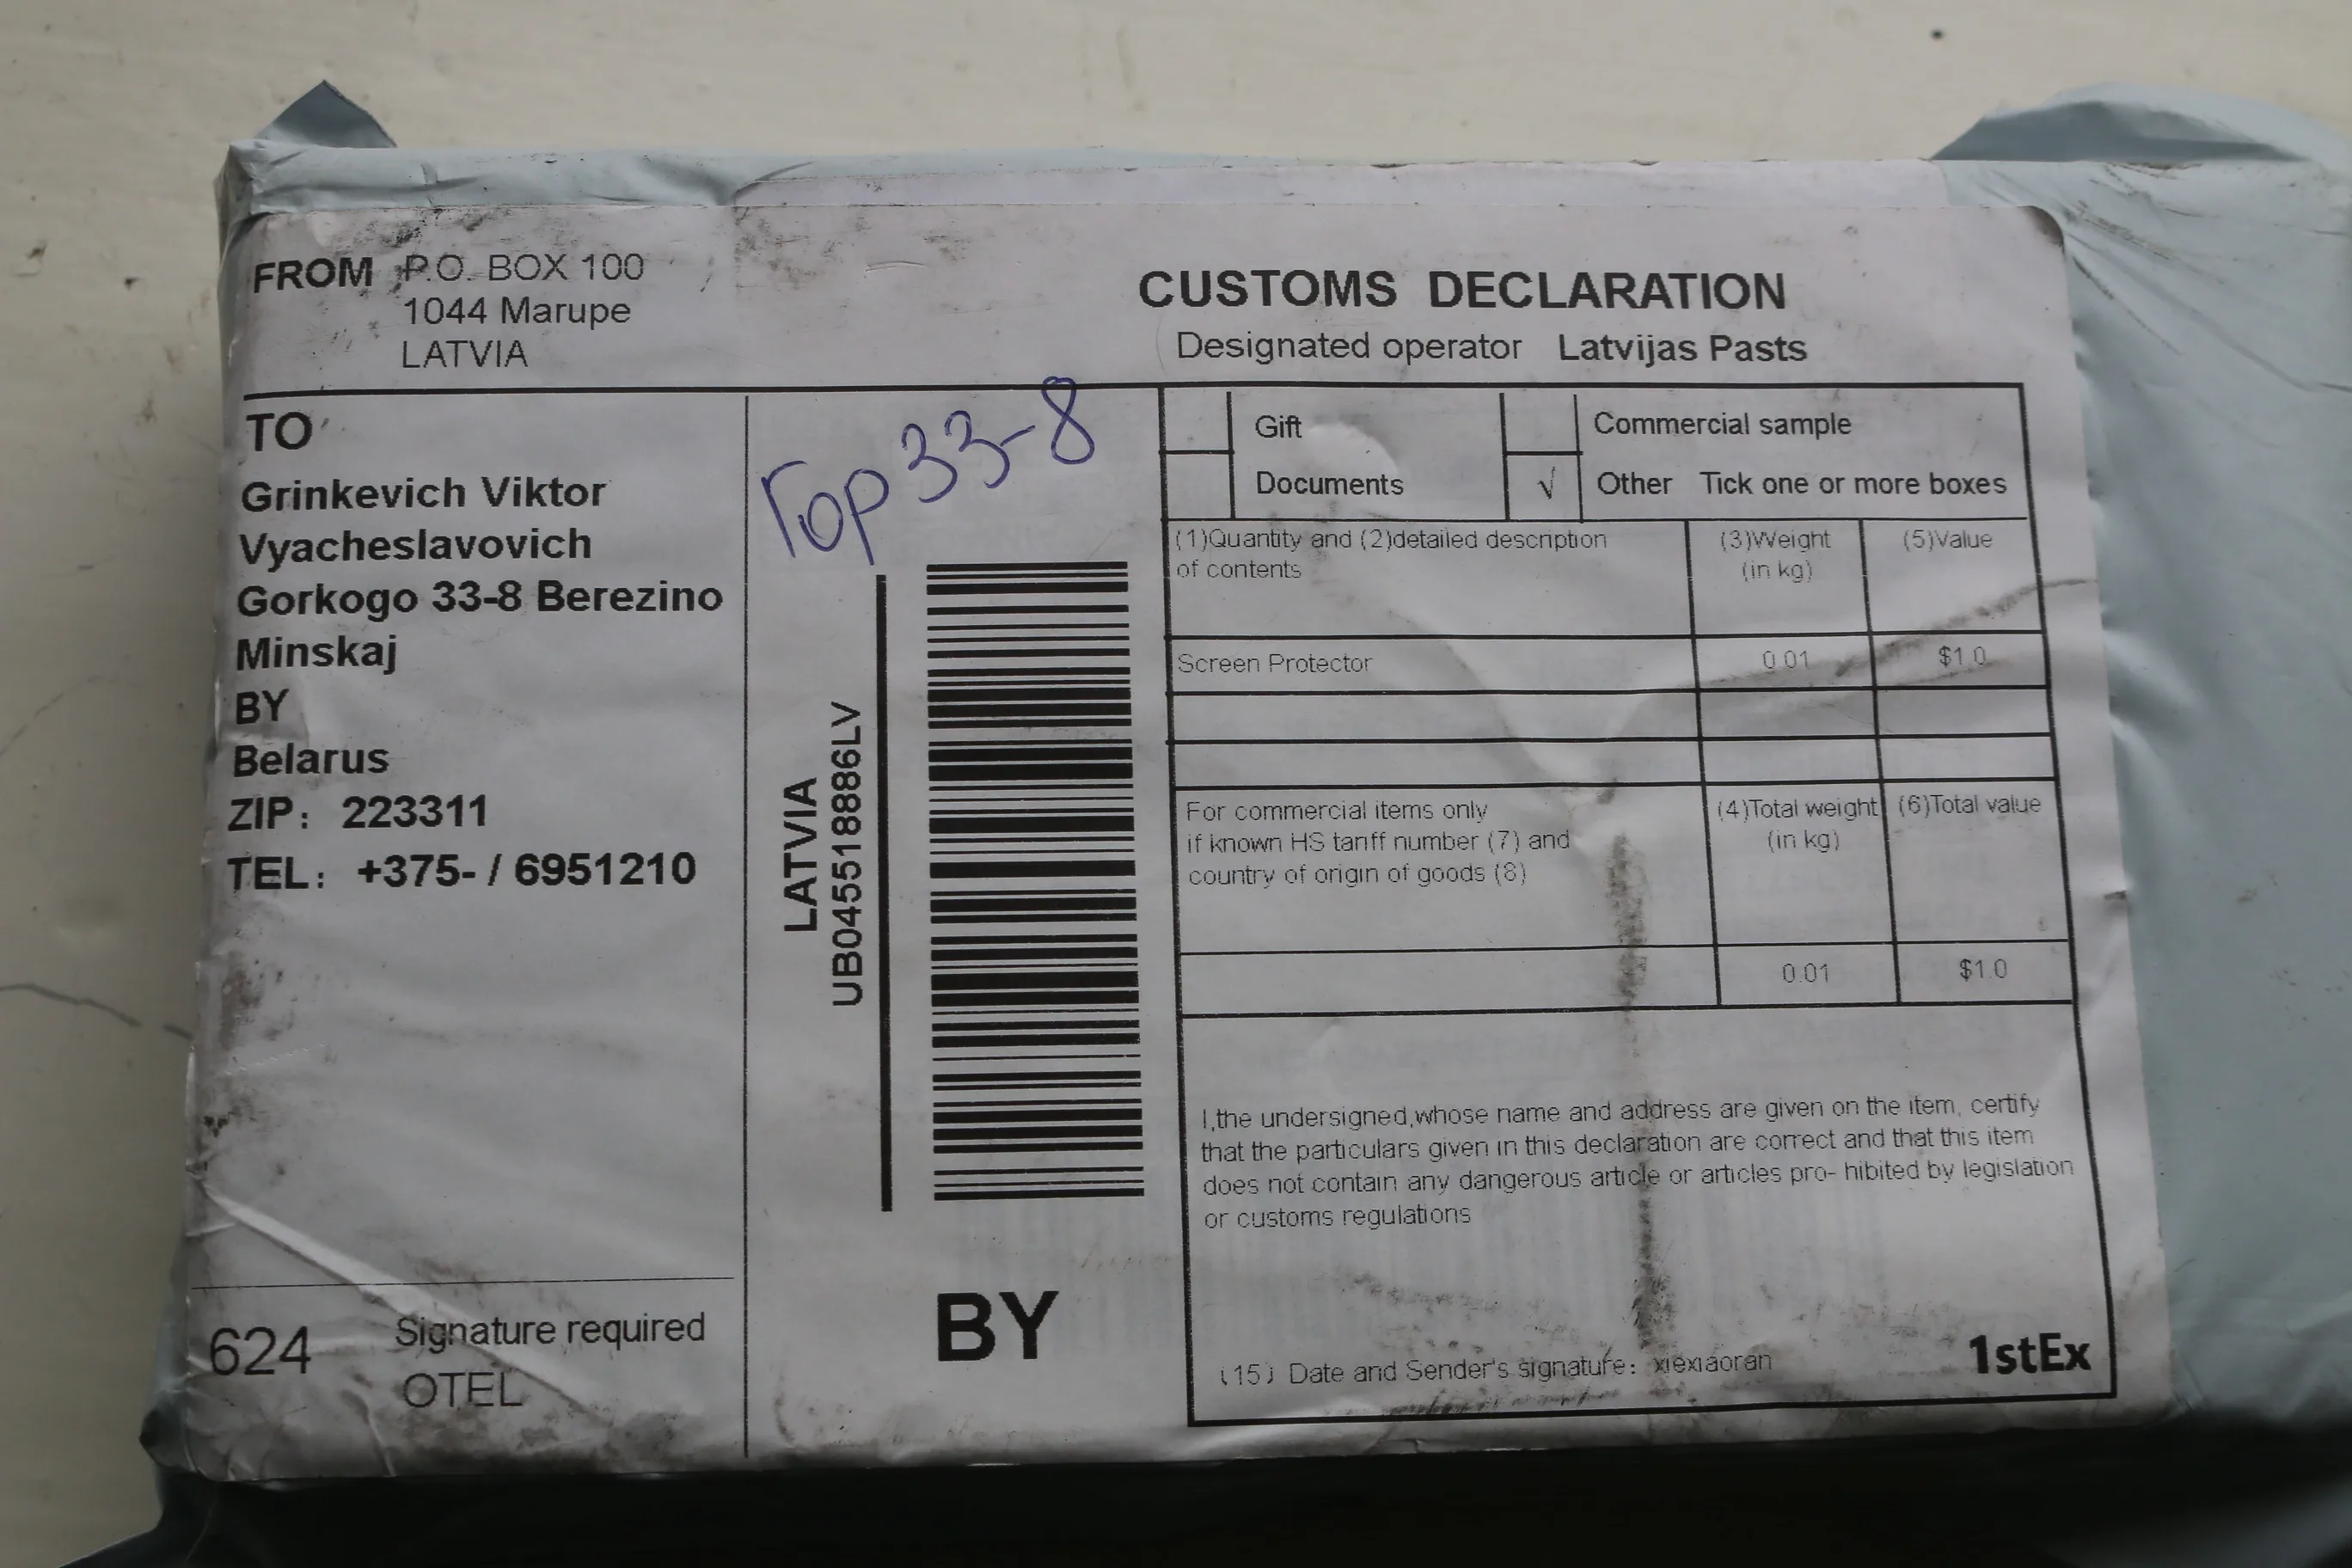 FROM P.O. BOX 100
1044 Marupe
LATVIA
CUSTOMS DECLARATION
Designated operator Latvijas Pasts
TO
Grinkevich Viktor
Vyacheslavovich
Gorkogo 33-8 Berezino
Minskaj
BY
Belarus
ZIP: 223311
TEL: +375- / 6951210
624
Signature required
OTEL
Гор 33-8
LATVIA
UB045518886LV
BY
Gift
Commercial sample
Documents
√ Other Tick one or more boxes
(1)Quantity and (2)detailed description
of contents
(3)Weight
(in kg)
(5)Value
Screen Protector 0.01 $1.0
For commercial items only
if known HS tariff number (7) and
country of origin of goods (8)
(4)Total weight
(in kg)
(6)Total value
0.01 $1.0
I,the undersigned,whose name and address are given on the item, certify
that the particulars given in this declaration are correct and that this item
does not contain any dangerous article or articles pro- hibited by legislation
or customs regulations
(15) Date and Sender's signature: xiexiaoran
1stEx